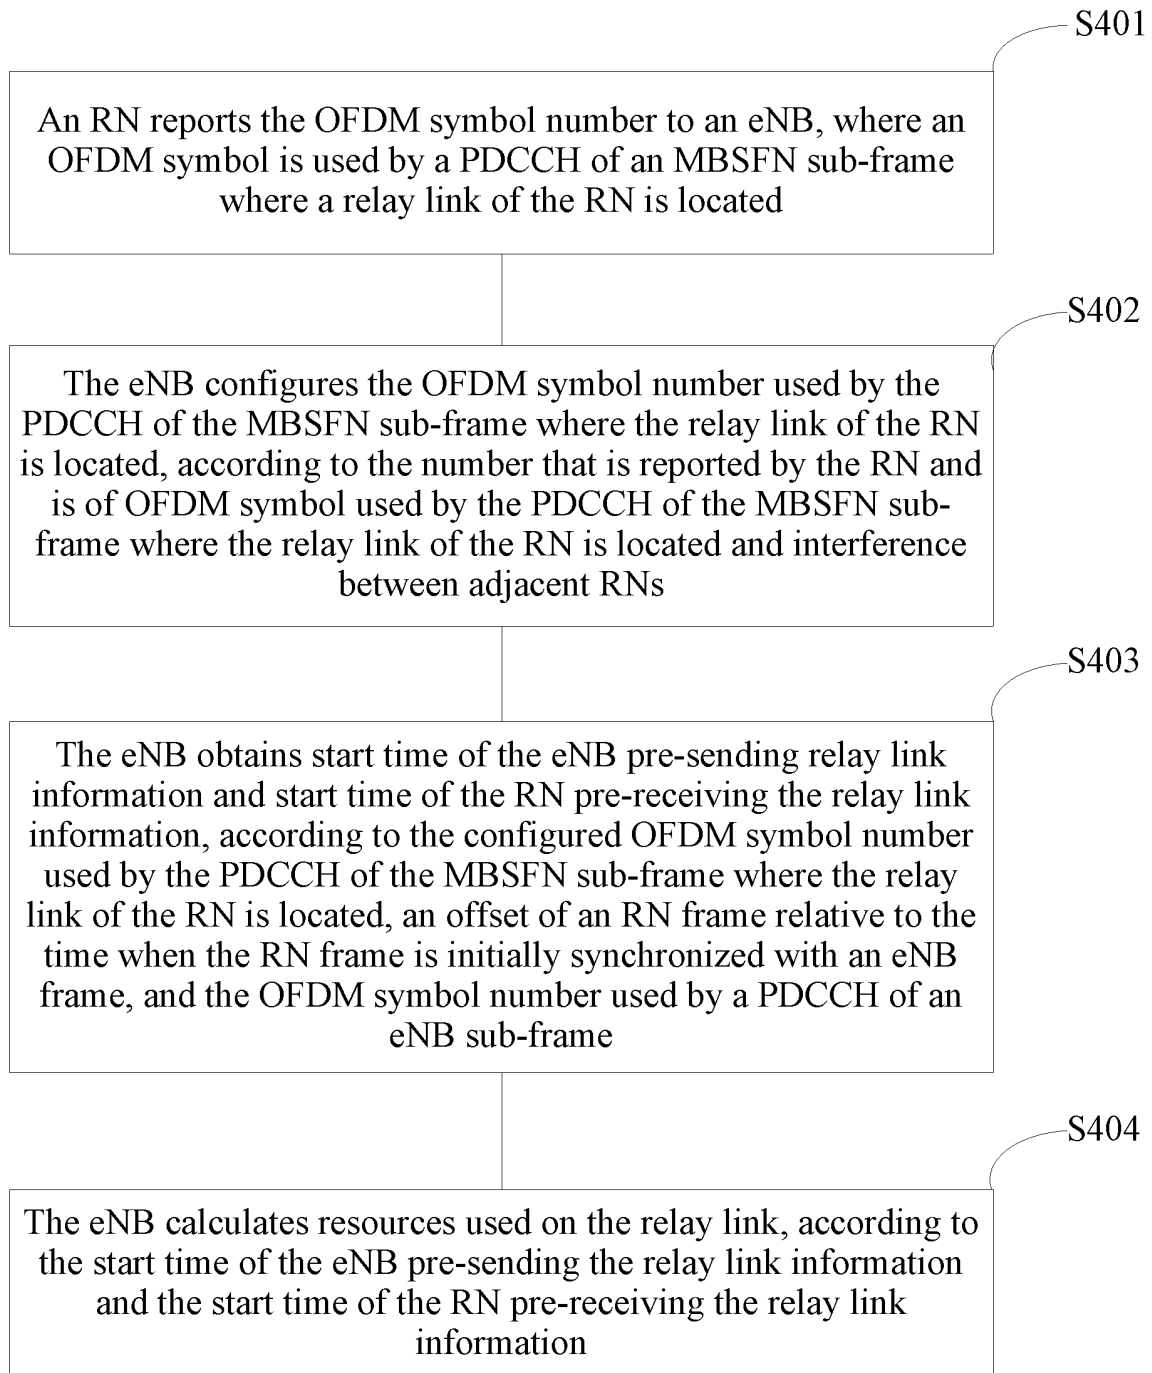 S401
An RN reports the OFDM symbol number to an eNB, where an
OFDM symbol is used by a PDCCH of an MBSFN sub-frame
where a relay link of the RN is located
S402
The eNB configures the OFDM symbol number used by the
PDCCH of the MBSFN sub-frame where the relay link of the RN
is located, according to the number that is reported by the RN and
is of OFDM symbol used by the PDCCH of the MBSFN sub-
frame where the relay link of the RN is located and interference
between adjacent RNs
S403
The eNB obtains start time of the eNB pre-sending relay link
information and start time of the RN pre-receiving the relay link
information, according to the configured OFDM symbol number
used by the PDCCH of the MBSFN sub-frame where the relay
link of the RN is located, an offset of an RN frame relative to the
time when the RN frame is initially synchronized with an eNB
frame, and the OFDM symbol number used by a PDCCH of an
eNB sub-frame
S404
The eNB calculates resources used on the relay link, according to
the start time of the eNB pre-sending the relay link information
and the start time of the RN pre-receiving the relay link
information